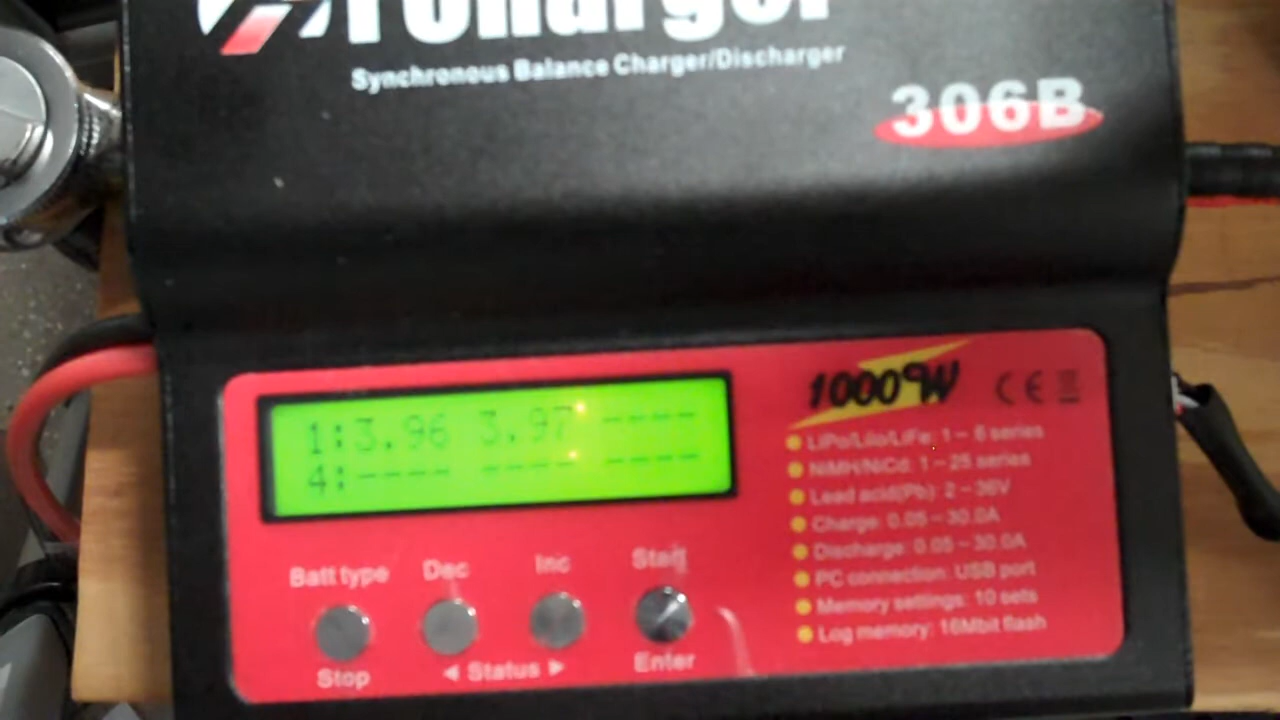 Synchronous Balance Charger/Discharger
306B
1000W
CE
1:3.96 3.97 ----
4:---- ---- ----
LiPo/LiIo/LiFe: 1 - 6 series
NiMH/NiCd: 1 - 25 series
Lead acid(Pb): 2 - 36V
Charge: 0.05 - 30.0A
Discharge: 0.05 - 30.0A
PC connection: USB port
Memory settings: 10 sets
Log memory: 16Mbit flash
Batt type Dec Inc Start
Stop ◄ Status ► Enter